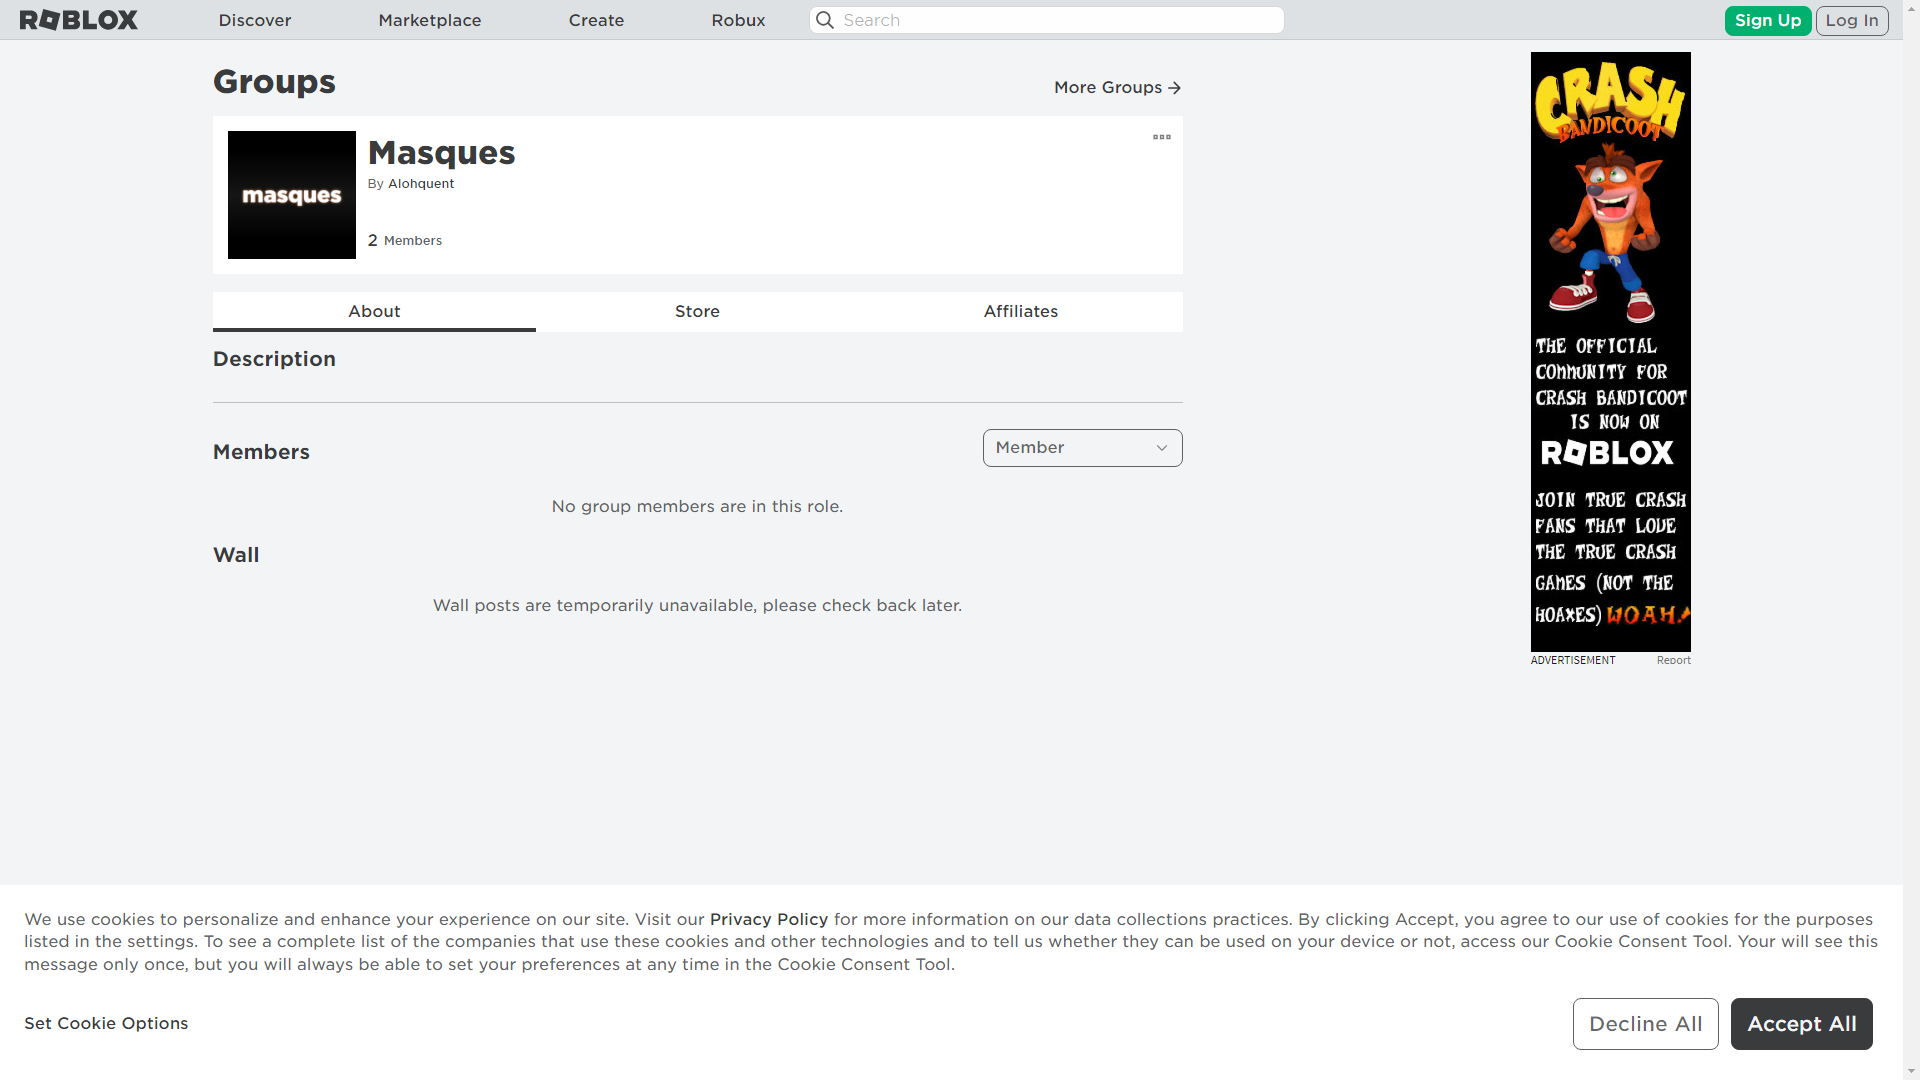 ROBLOX
Discover
Marketplace
Create
Robux
Search
Sign Up
Log In
Groups
More Groups
masques
Masques
By Alohquent
2 Members
About
Store
Affiliates
Description
Members
Member
No group members are in this role.
Wall
Wall posts are temporarily unavailable, please check back later.
CRASH
BANDICOOT
THE OFFICIAL
COMMUNITY FOR
CRASH BANDICOOT
IS NOW ON
ROBLOX
JOIN TRUE CRASH
FANS THAT LOVE
THE TRUE CRASH
GAMES (NOT THE
HOAXES) WOAH!
ADVERTISEMENT
Report
We use cookies to personalize and enhance your experience on our site. Visit our Privacy Policy for more information on our data collections practices. By clicking Accept, you agree to our use of cookies for the purposes
listed in the settings. To see a complete list of the companies that use these cookies and other technologies and to tell us whether they can be used on your device or not, access our Cookie Consent Tool. Your will see this
message only once, but you will always be able to set your preferences at any time in the Cookie Consent Tool.
Set Cookie Options
Decline All
Accept All